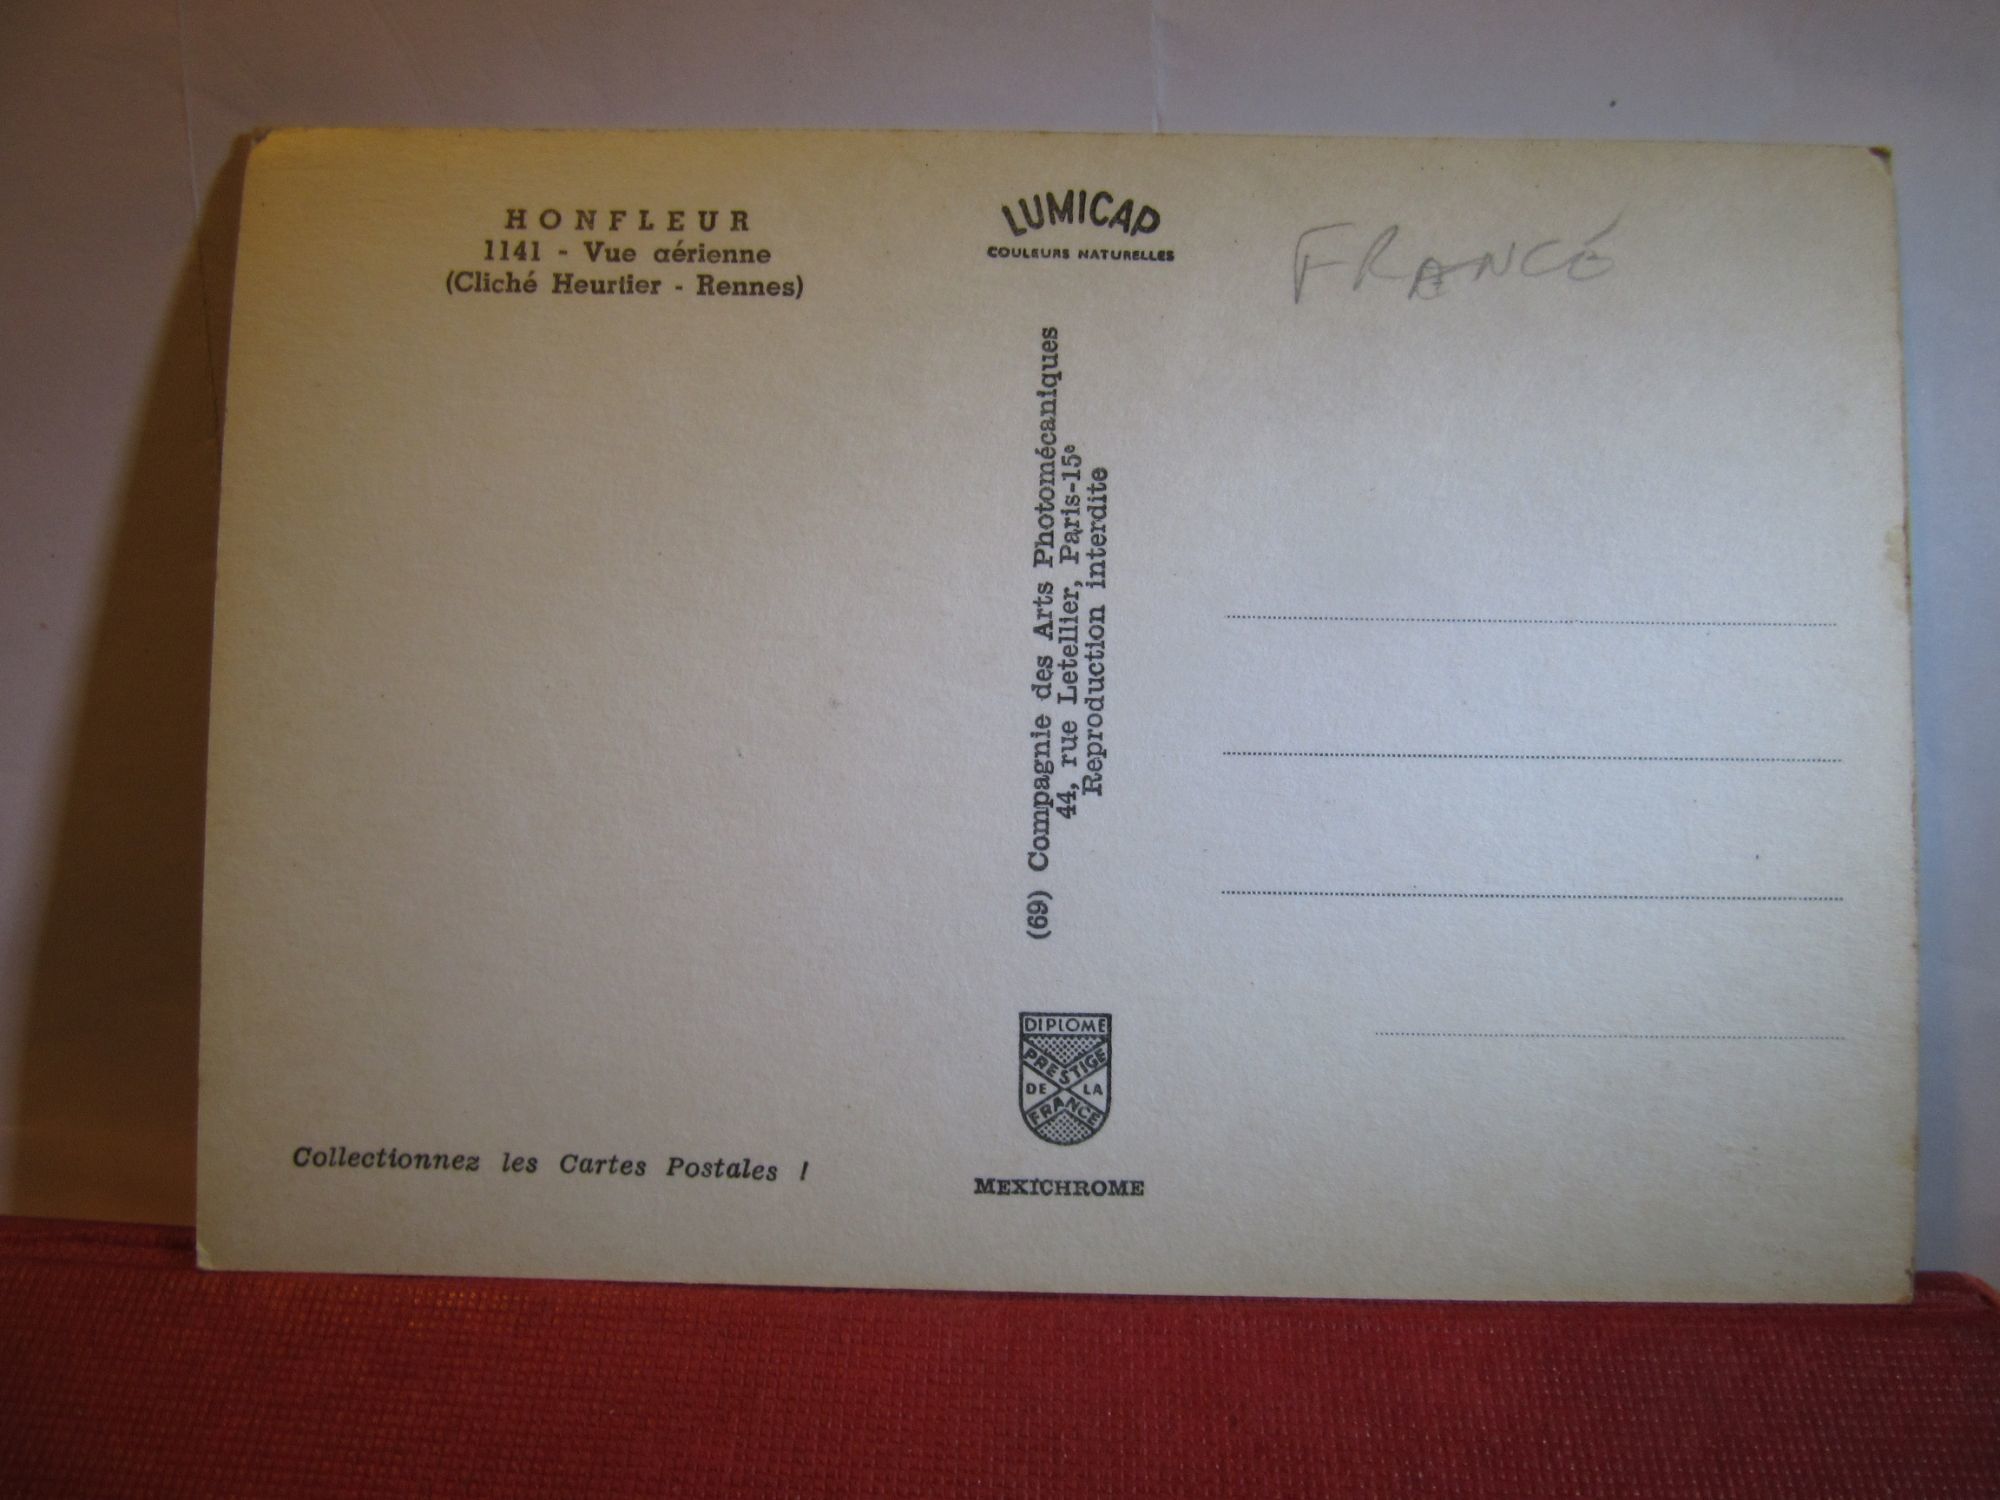 HONFLEUR
1141 - Vue aérienne
(Cliché Heurtier - Rennes)
LUMICAP
COULEURS NATURELLES
FRANCE
(69) Compagnie des Arts Photomécaniques
44, rue Letellier, Paris-15e
Reproduction interdite
DIPLOME
PRESTIGE
DE LA
FRANCE
MEXICHROME
Collectionnez les Cartes Postales !